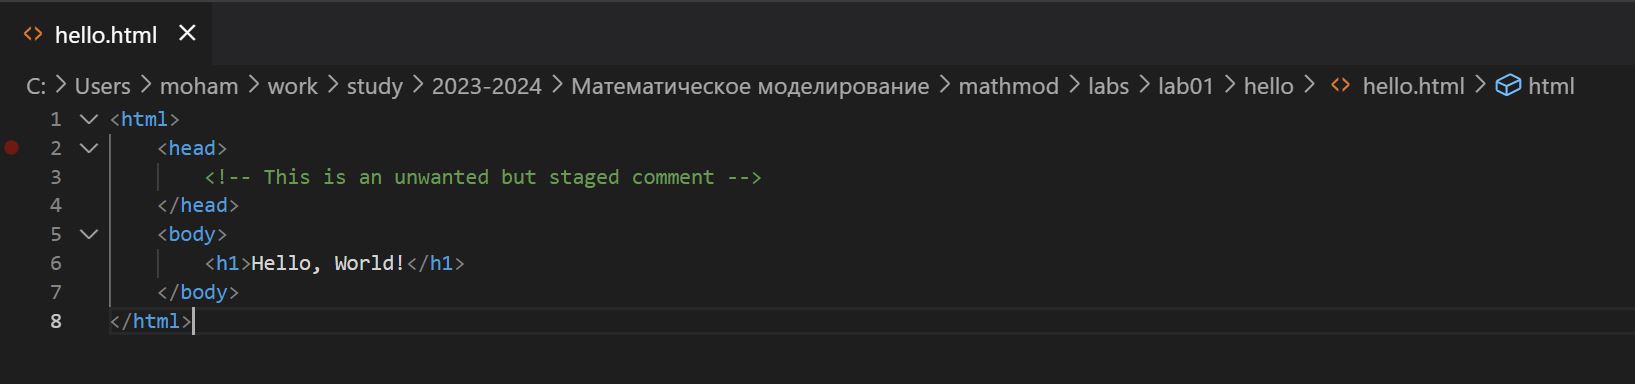 hello.html
C: > Users > moham > work > study > 2023-2024 > Математическое моделирование > mathmod > labs > lab01 > hello > hello.html > html
1 <html>
2 <head>
3 <!-- This is an unwanted but staged comment -->
4 </head>
5 <body>
6 <h1>Hello, World!</h1>
7 </body>
8 </html>